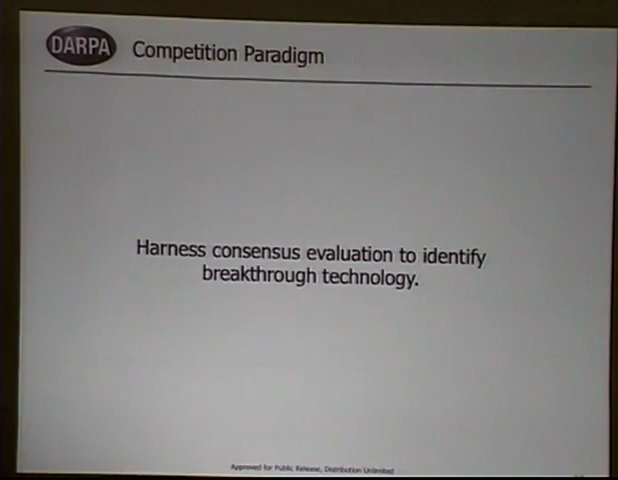 DARPA
Competition Paradigm
Harness consensus evaluation to identify
breakthrough technology.
Approved for Public Release, Distribution Unlimited